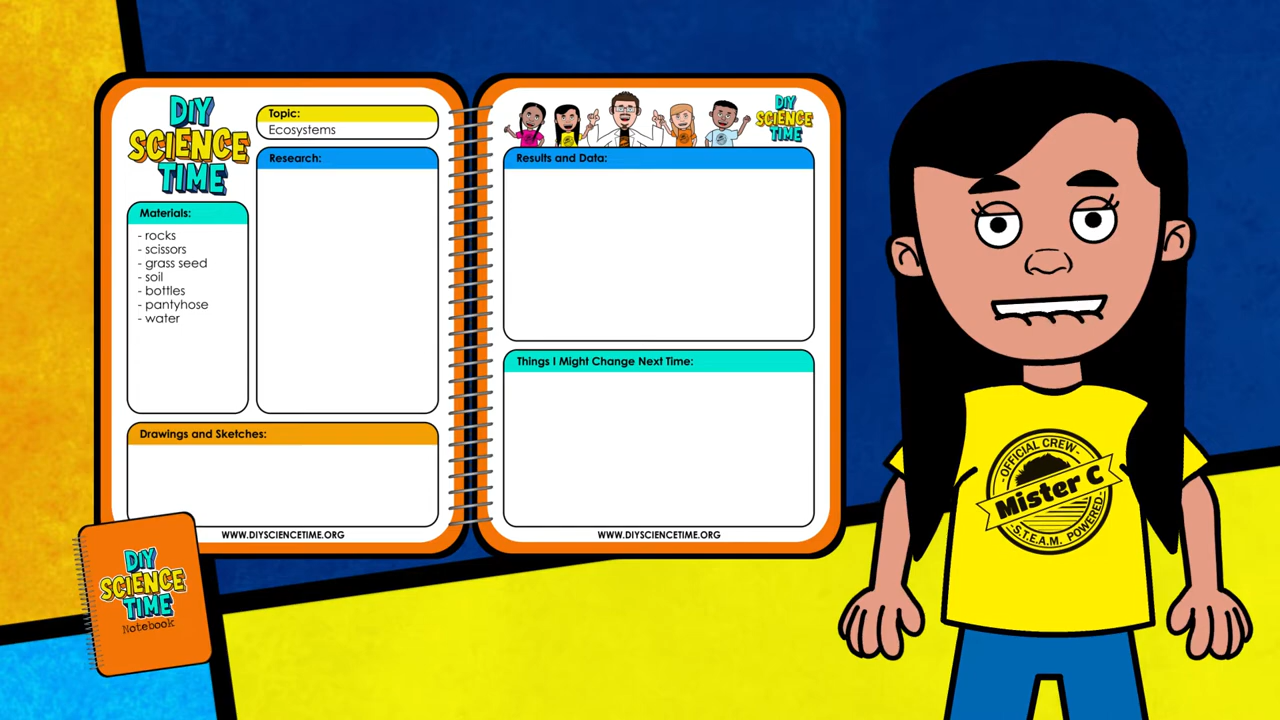 DIY
SCIENCE
TIME
Topic:
Ecosystems
Research:
Materials:
- rocks
- scissors
- grass seed
- soil
- bottles
- pantyhose
- water
Drawings and Sketches:
WWW.DIYSCIENCETIME.ORG
DIY
SCIENCE
TIME
Results and Data:
Things I Might Change Next Time:
WWW.DIYSCIENCETIME.ORG
DIY
SCIENCE
TIME
Notebook
OFFICIAL CREW
Mister C
S.T.E.A.M. POWERED